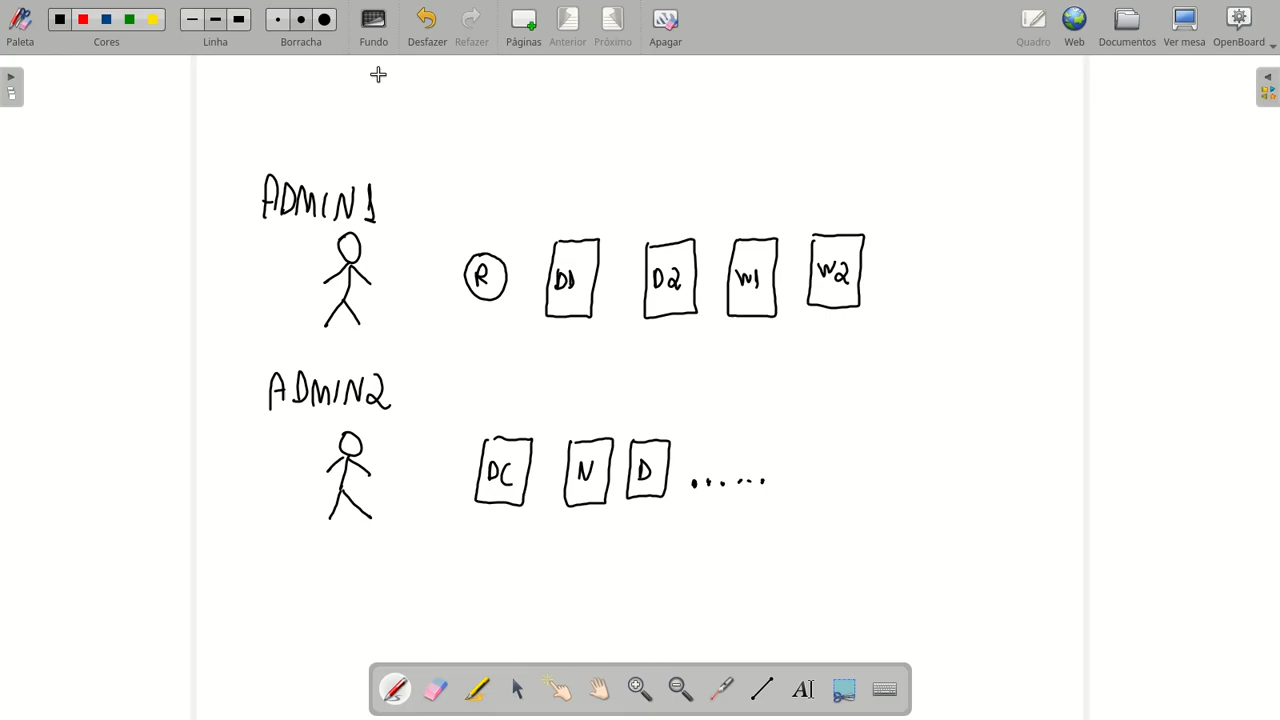 Paleta Cores Linha Borracha Fundo Desfazer Refazer Páginas Anterior Próximo Apagar Quadro Web Documentos Ver mesa OpenBoard
ADMIN1
R D1 D2 W1 W2
ADMIN2
DC N D ......
AI